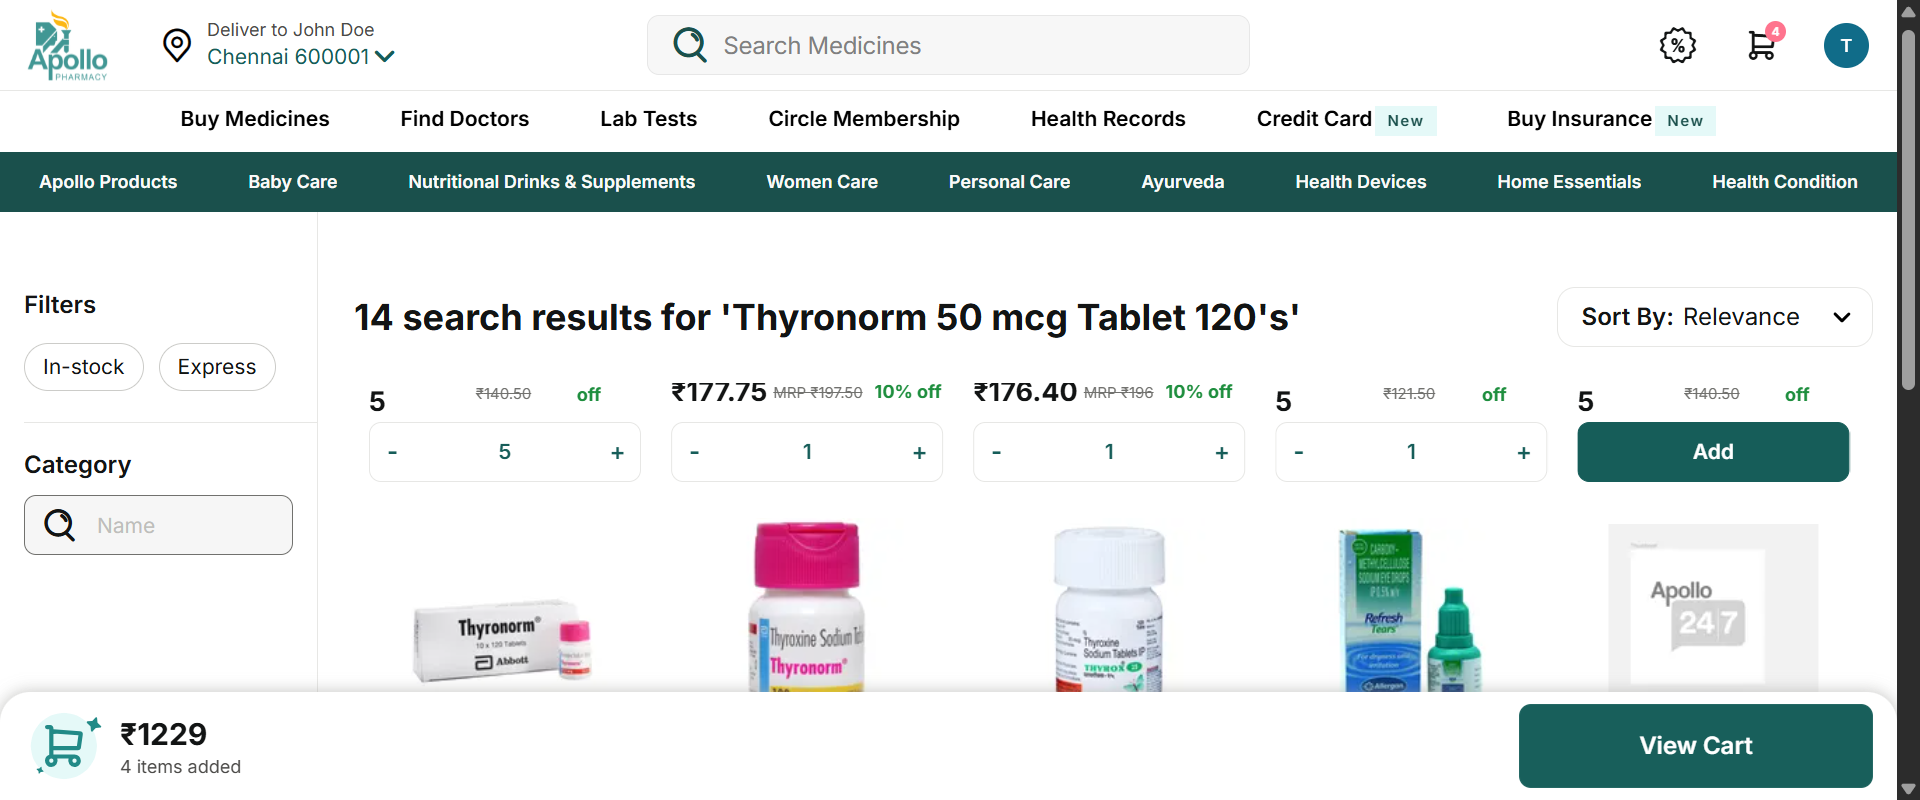 Apollo
PHARMACY
Deliver to John Doe
Chennai 600001
Search Medicines
4
T
Buy Medicines
Find Doctors
Lab Tests
Circle Membership
Health Records
Credit Card New
Buy Insurance New
Apollo Products
Baby Care
Nutritional Drinks & Supplements
Women Care
Personal Care
Ayurveda
Health Devices
Home Essentials
Health Condition
Filters
In-stock
Express
Category
Name
14 search results for 'Thyronorm 50 mcg Tablet 120's'
Sort By: Relevance
5 ₹140.50 off
₹177.75 MRP ₹197.50 10% off
₹176.40 MRP ₹196 10% off
5 ₹121.50 off
5 ₹140.50 off
- 5 +
- 1 +
- 1 +
- 1 +
Add
Thyronorm®
10 x 120 Tablets
Abbott
Thyroxine Sodium
Thyronorm®
Thyroxine
Sodium Tablets IP
THYROX
CARBOXY-
METHYLCELLULOSE
SODIUM EYE DROPS
Refresh
Tears
Allergan
Apollo
24|7
₹1229
4 items added
View Cart